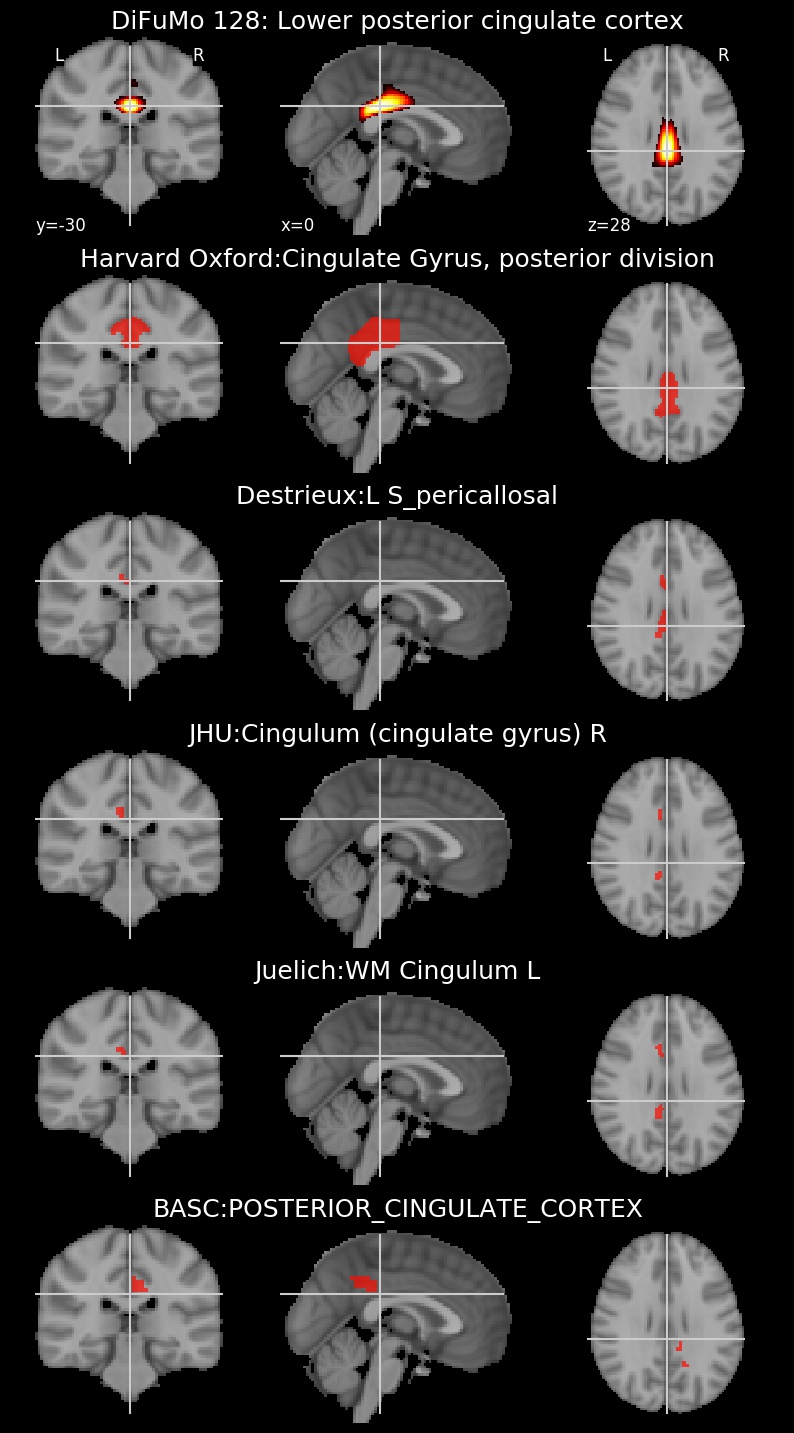 DiFuMo 128: Lower posterior cingulate cortex
L R L R
y=-30 x=0 z=28
Harvard Oxford:Cingulate Gyrus, posterior division
Destrieux:L S_pericallosal
JHU:Cingulum (cingulate gyrus) R
Juelich:WM Cingulum L
BASC:POSTERIOR_CINGULATE_CORTEX